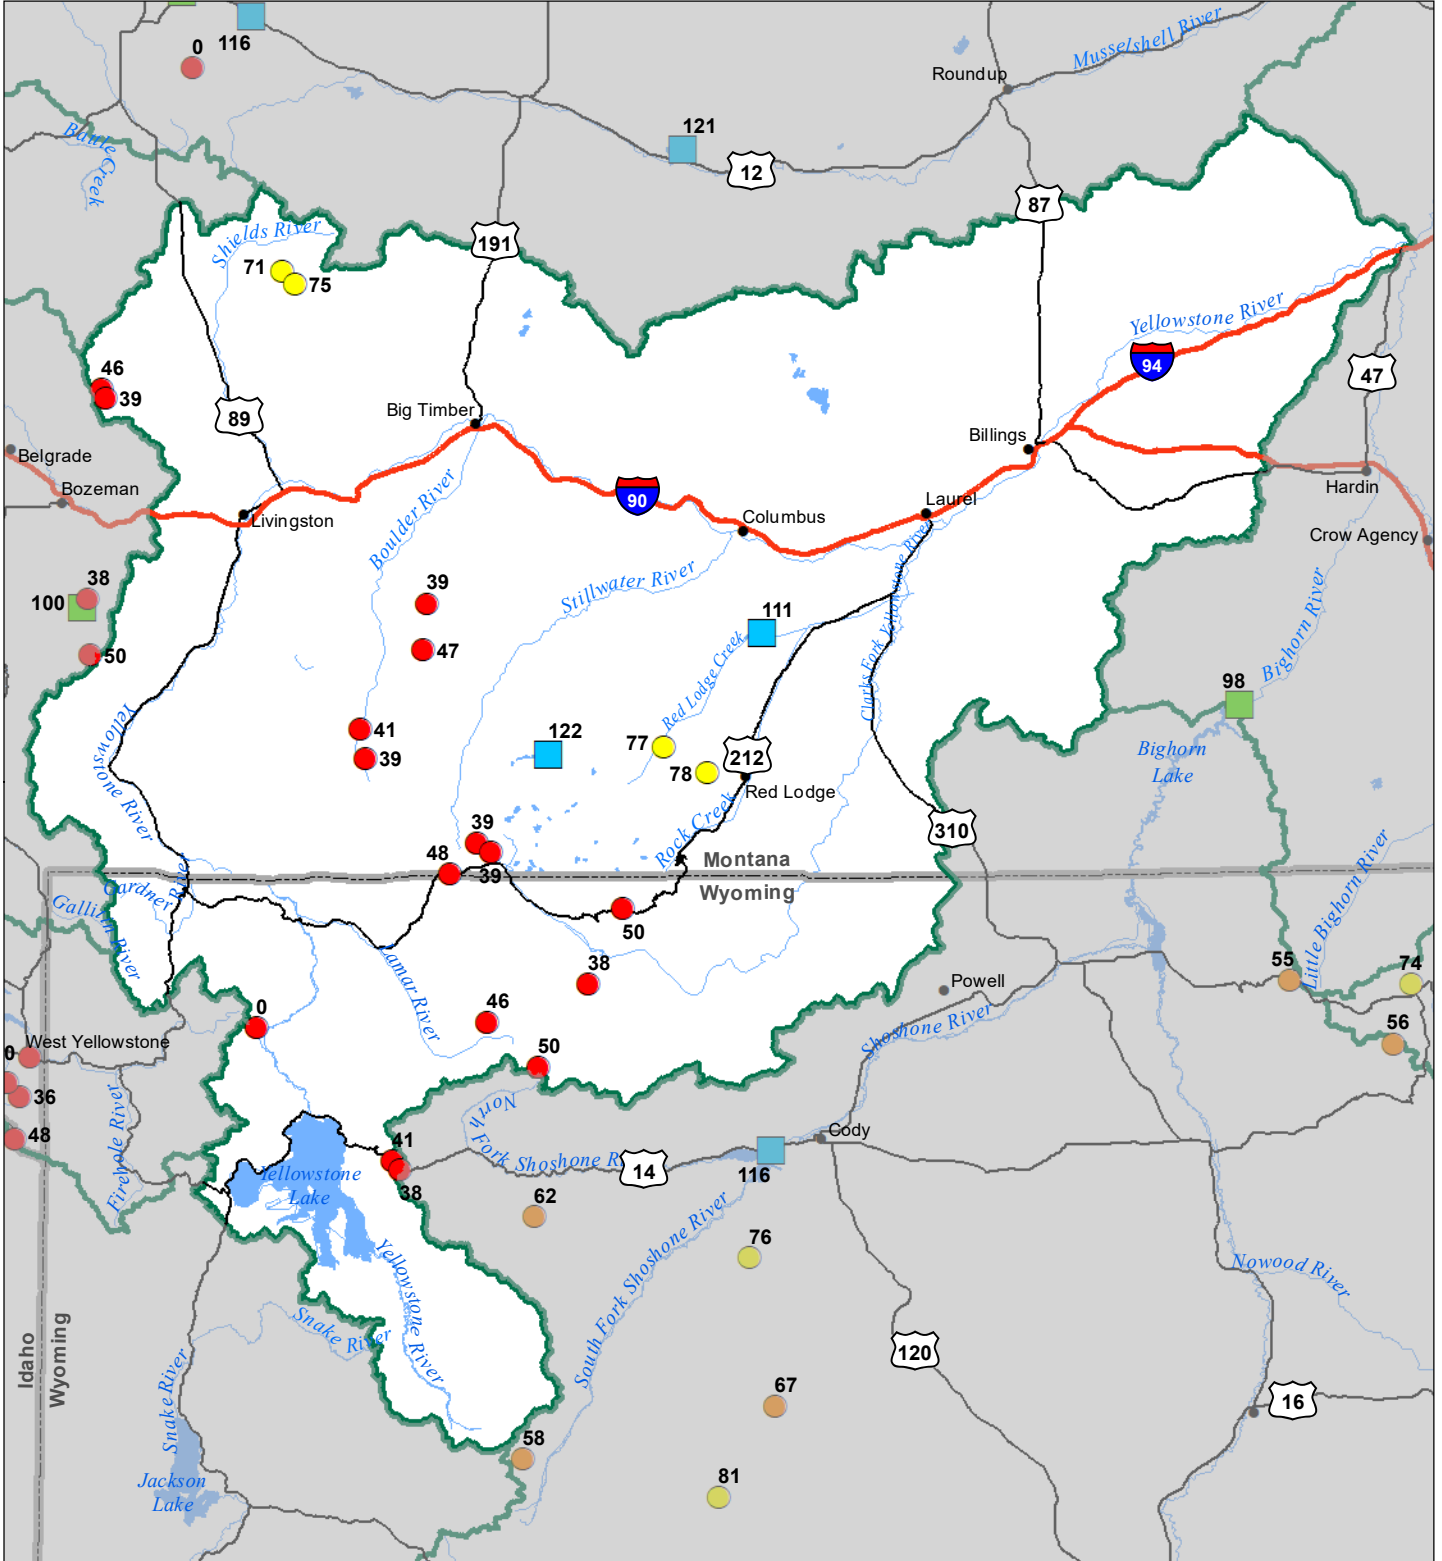 Musselshell River
0
116
Roundup
Battle Creek
121
12
87
191
Shields River
71
75
Yellowstone River
94
47
46
39
89
Big Timber
Billings
Belgrade
Bozeman
Livingston
90
Columbus
Laurel
Hardin
Crow Agency
Boulder River
Stillwater River
38
100
50
39
47
111
Red Lodge Creek
Clarks Fork Yellowstone River
Bighorn River
98
Yellowstone River
41
39
122
77
78
212
Red Lodge
Bighorn
Lake
310
39
48
39
Rock Creek
Montana
Wyoming
Little Bighorn River
Gardner River
Gallatin River
50
38
Lamar River
46
50
0
Powell
Shoshone River
55
74
56
0
West Yellowstone
36
48
Firehole River
North Fork Shoshone R
14
Cody
116
41
38
Yellowstone
Lake
62
South Fork Shoshone River
76
Yellowstone River
Nowood River
Snake River
Snake River
Idaho
Wyoming
120
67
16
58
81
Jackson
Lake